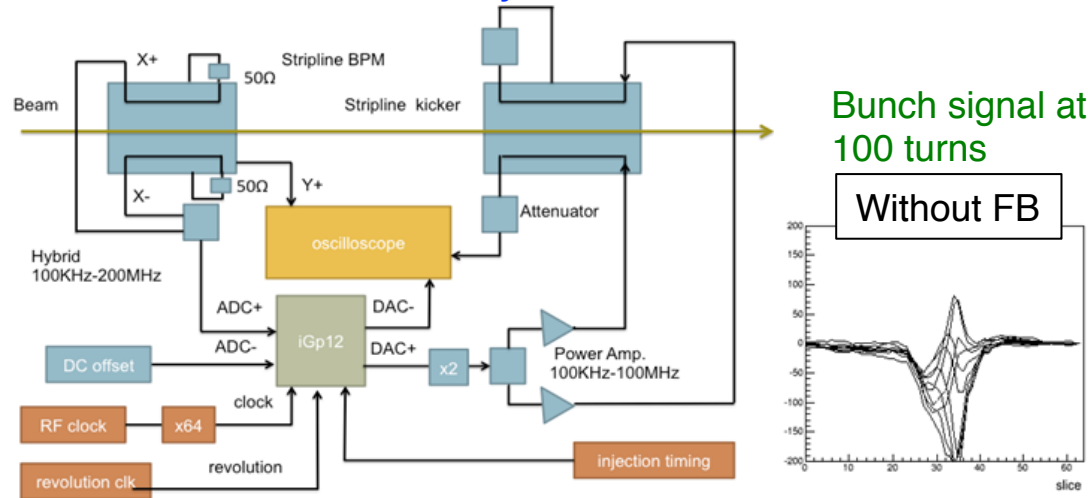 X+
50Ω
Stripline BPM
Beam
Stripline kicker
X-
50Ω
Y+
Attenuator
oscilloscope
Hybrid
100KHz-200MHz
ADC+
DAC-
iGp12
ADC-
DAC+
DC offset
x2
Power Amp.
100KHz-100MHz
clock
RF clock
x64
revolution
revolution clk
injection timing
Bunch signal at
100 turns
Without FB
200
150
100
50
0
-50
-100
-150
-200
0 10 20 30 40 50 60
slice